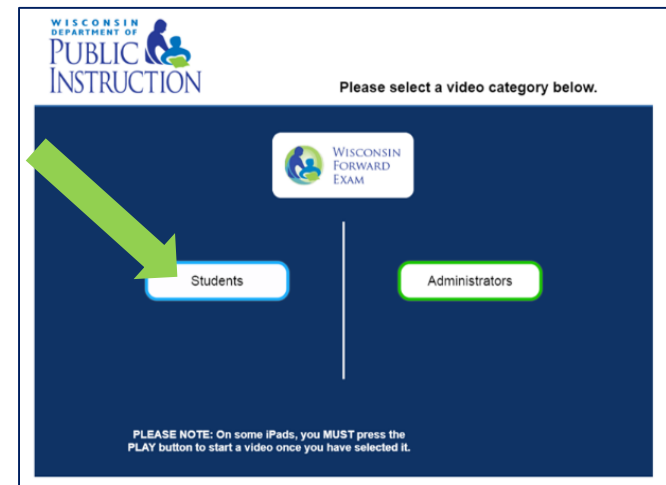 WISCONSIN
DEPARTMENT OF
PUBLIC
INSTRUCTION
Please select a video category below.
WISCONSIN
FORWARD
EXAM
Students
Administrators
PLEASE NOTE: On some iPads, you MUST press the
PLAY button to start a video once you have selected it.